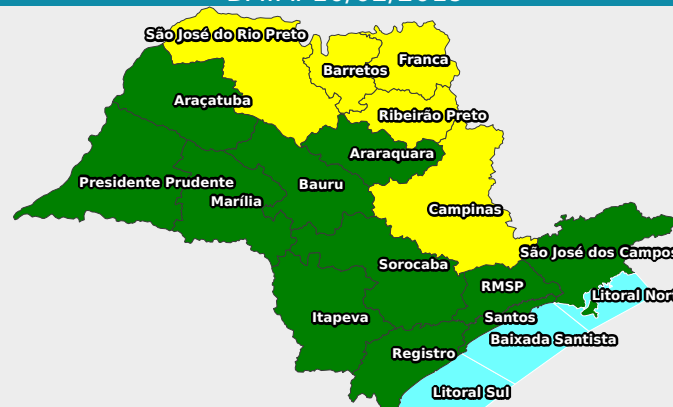 São José do Rio Preto
Franca
Barretos
Araçatuba
Ribeirão Preto
Araraquara
Presidente Prudente
Bauru
Marília
Campinas
São José dos Campos
Sorocaba
RMSP
Litoral Nort
Itapeva
Santos
Baixada Santista
Registro
Litoral Sul